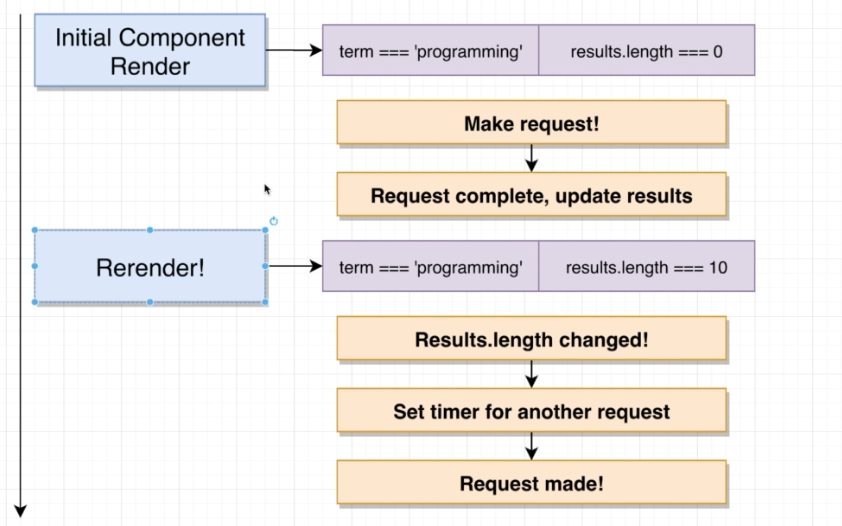 Initial Component
Render
term === 'programming'
results.length === 0
Make request!
Request complete, update results
Rerender!
term === 'programming'
results.length === 10
Results.length changed!
Set timer for another request
Request made!